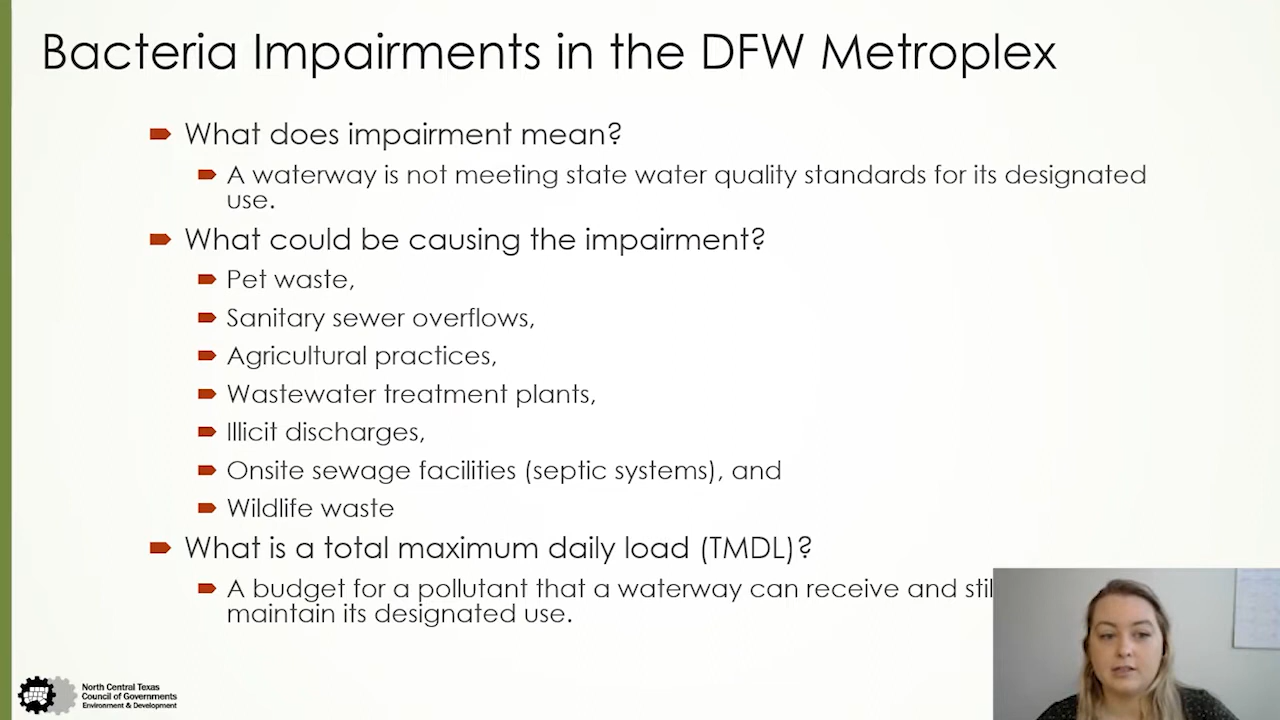 Bacteria Impairments in the DFW Metroplex
What does impairment mean?
A waterway is not meeting state water quality standards for its designated
use.
What could be causing the impairment?
Pet waste,
Sanitary sewer overflows,
Agricultural practices,
Wastewater treatment plants,
Illicit discharges,
Onsite sewage facilities (septic systems), and
Wildlife waste
What is a total maximum daily load (TMDL)?
A budget for a pollutant that a waterway can receive and stil
maintain its designated use.
North Central Texas
Council of Governments
Environment & Development